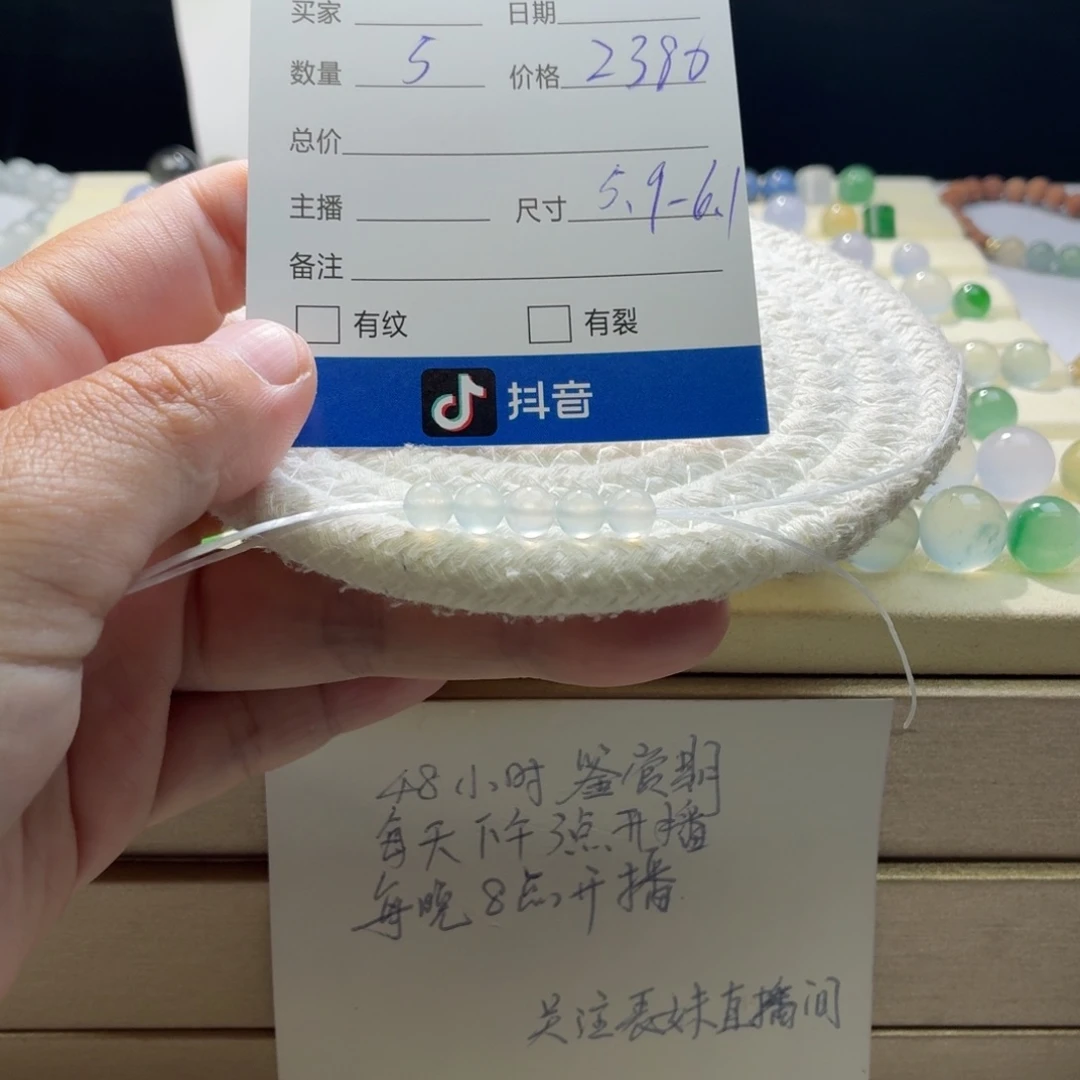 买家 日期
数量 5 价格 2380
总价
主播 尺寸 5.9-6.1
备注
有纹 有裂
抖音
48小时鉴赏期
每天下午3点开播
每晚8点开播
关注表妹直播间